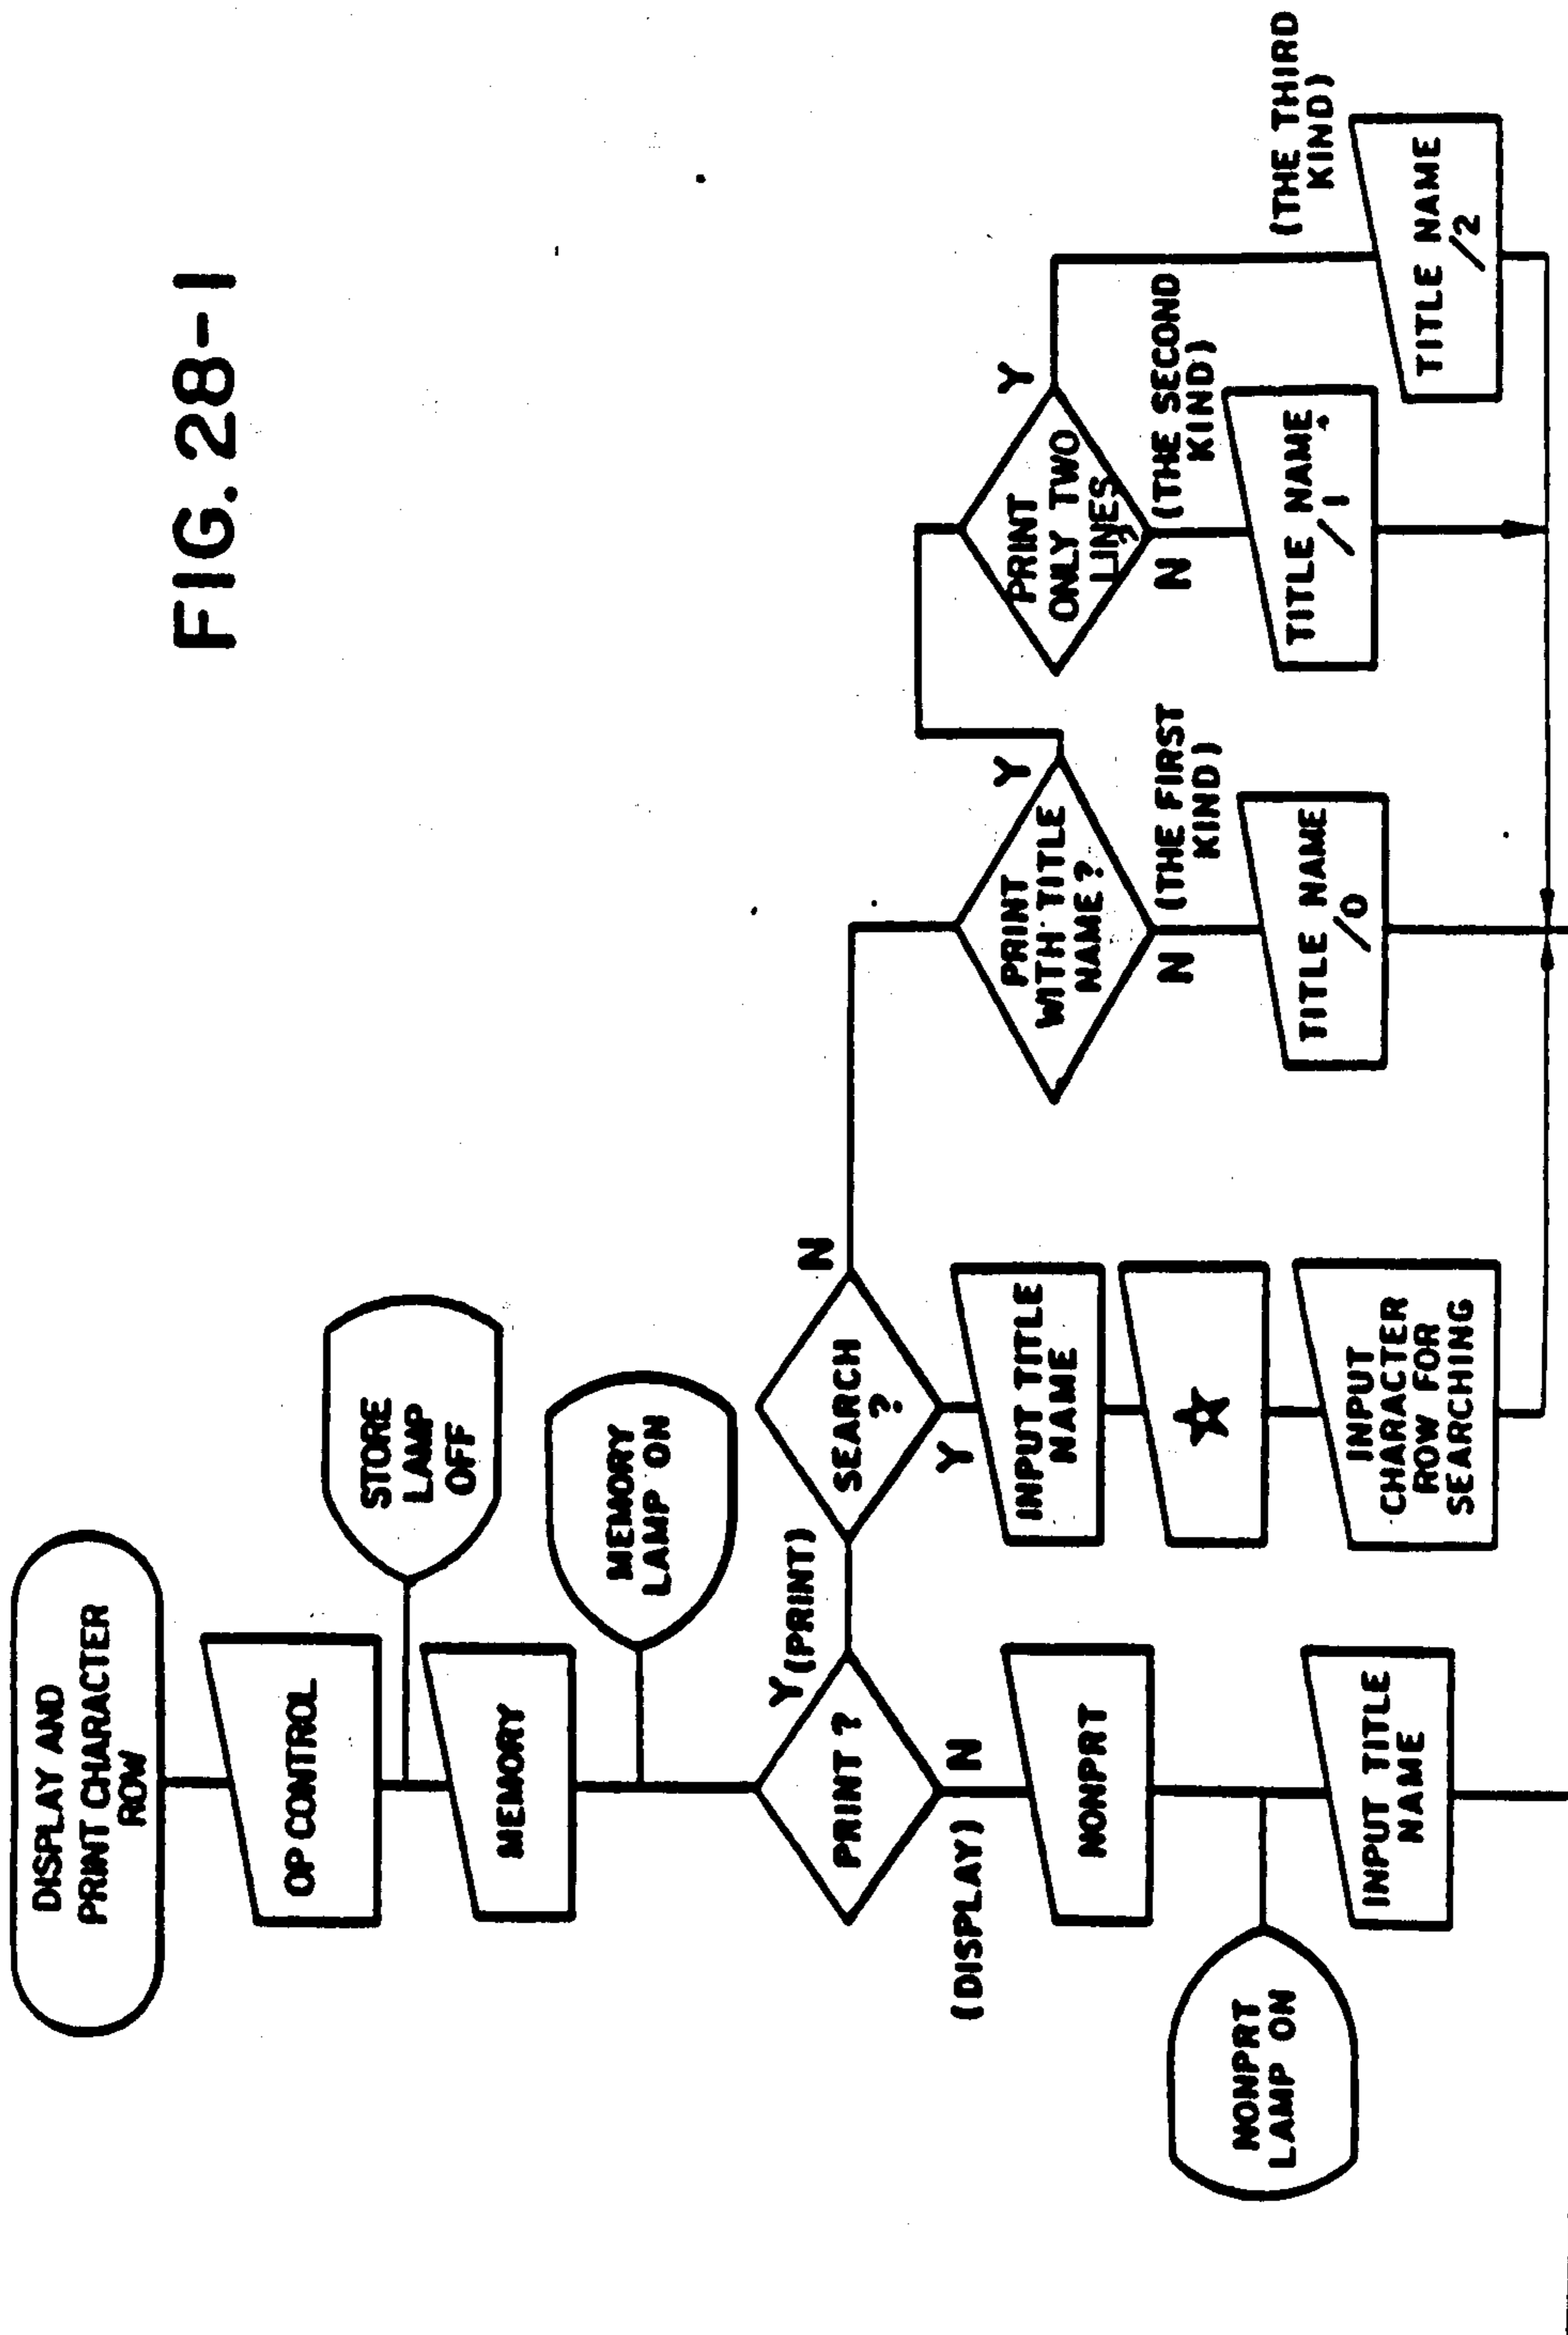 FIG. 28-1
DISPLAY AND
PRINT CHARACTER
ROW
OP CONTROL
STORE
LAMP
OFF
MEMORY
MEMORY
LAMP ON
PRINT ?
Y (PRINT)
N
(DISPLAY)
NONPRT
NONPRT
LAMP ON
INPUT TITLE
NAME
SEARCH
?
N
Y
INPUT TITLE
NAME
☆
INPUT
CHARACTER
ROW FOR
SEARCHING
PRINT
WITH TITLE
NAME ?
Y
N
(THE FIRST
KIND)
TITLE NAME
/0
PRINT
ONLY TWO
LINES?
Y
N
(THE SECOND
KIND)
TITLE NAME
/1
(THE THIRD
KIND)
TITLE NAME
/2